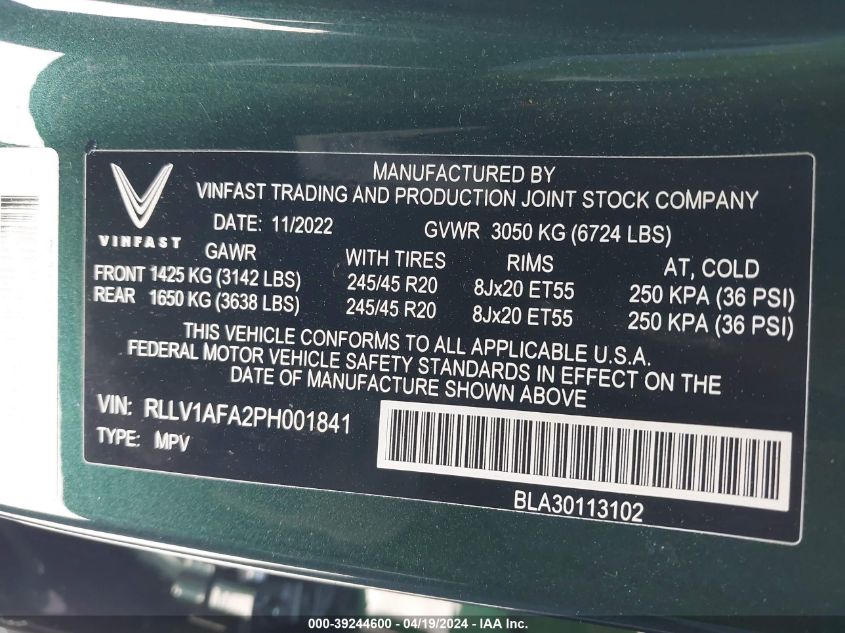 MANUFACTURED BY
VINFAST TRADING AND PRODUCTION JOINT STOCK COMPANY
VINFAST
DATE: 11/2022 GVWR 3050 KG (6724 LBS)
GAWR WITH TIRES RIMS AT, COLD
FRONT 1425 KG (3142 LBS) 245/45 R20 8Jx20 ET55 250 KPA (36 PSI)
REAR 1650 KG (3638 LBS) 245/45 R20 8Jx20 ET55 250 KPA (36 PSI)
THIS VEHICLE CONFORMS TO ALL APPLICABLE U.S.A.
FEDERAL MOTOR VEHICLE SAFETY STANDARDS IN EFFECT ON THE
DATE OF MANUFACTURE SHOWN ABOVE
VIN: RLLV1AFA2PH001841
TYPE: MPV
BLA30113102
000-39244600 - 04/19/2024 - IAA Inc.